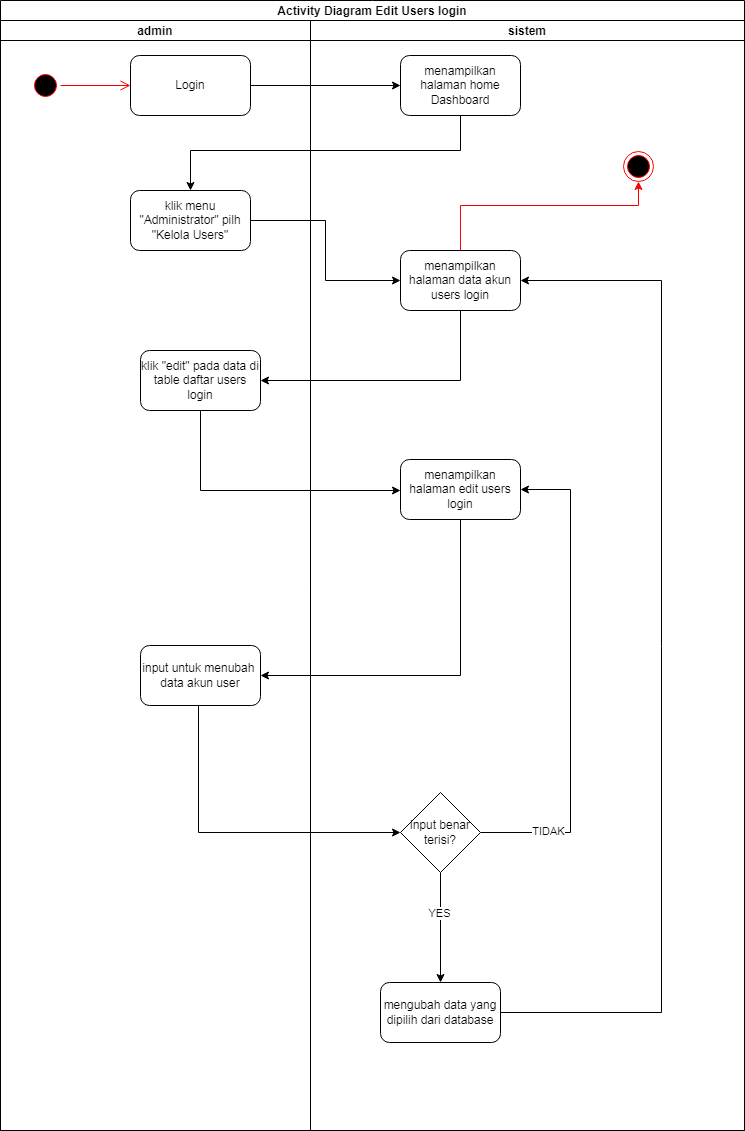 Activity Diagram Edit Users login
admin
sistem
Login
menampilkan
halaman home
Dashboard
klik menu
"Administrator" pilh
"Kelola Users"
menampilkan
halaman data akun
users login
klik "edit" pada data di
table daftar users
login
menampilkan
halaman edit users
login
input untuk menubah
data akun user
input benar
terisi?
TIDAK
YES
mengubah data yang
dipilih dari database